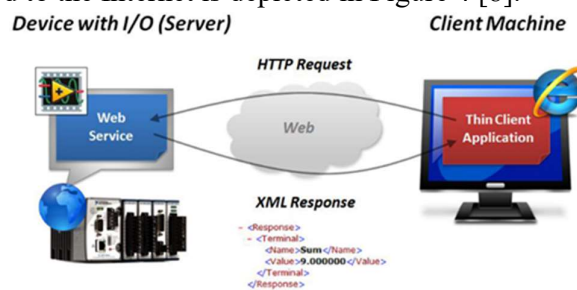 d to the Internet is depicted in Figure 7 [8].
Device with I/O (Server)
Client Machine
HTTP Request
Web
Service
Web
Thin Client
Application
XML Response
- <Response>
- <Terminal>
<Name>Sum</Name>
<Value>9.000000</Value>
</Terminal>
</Response>